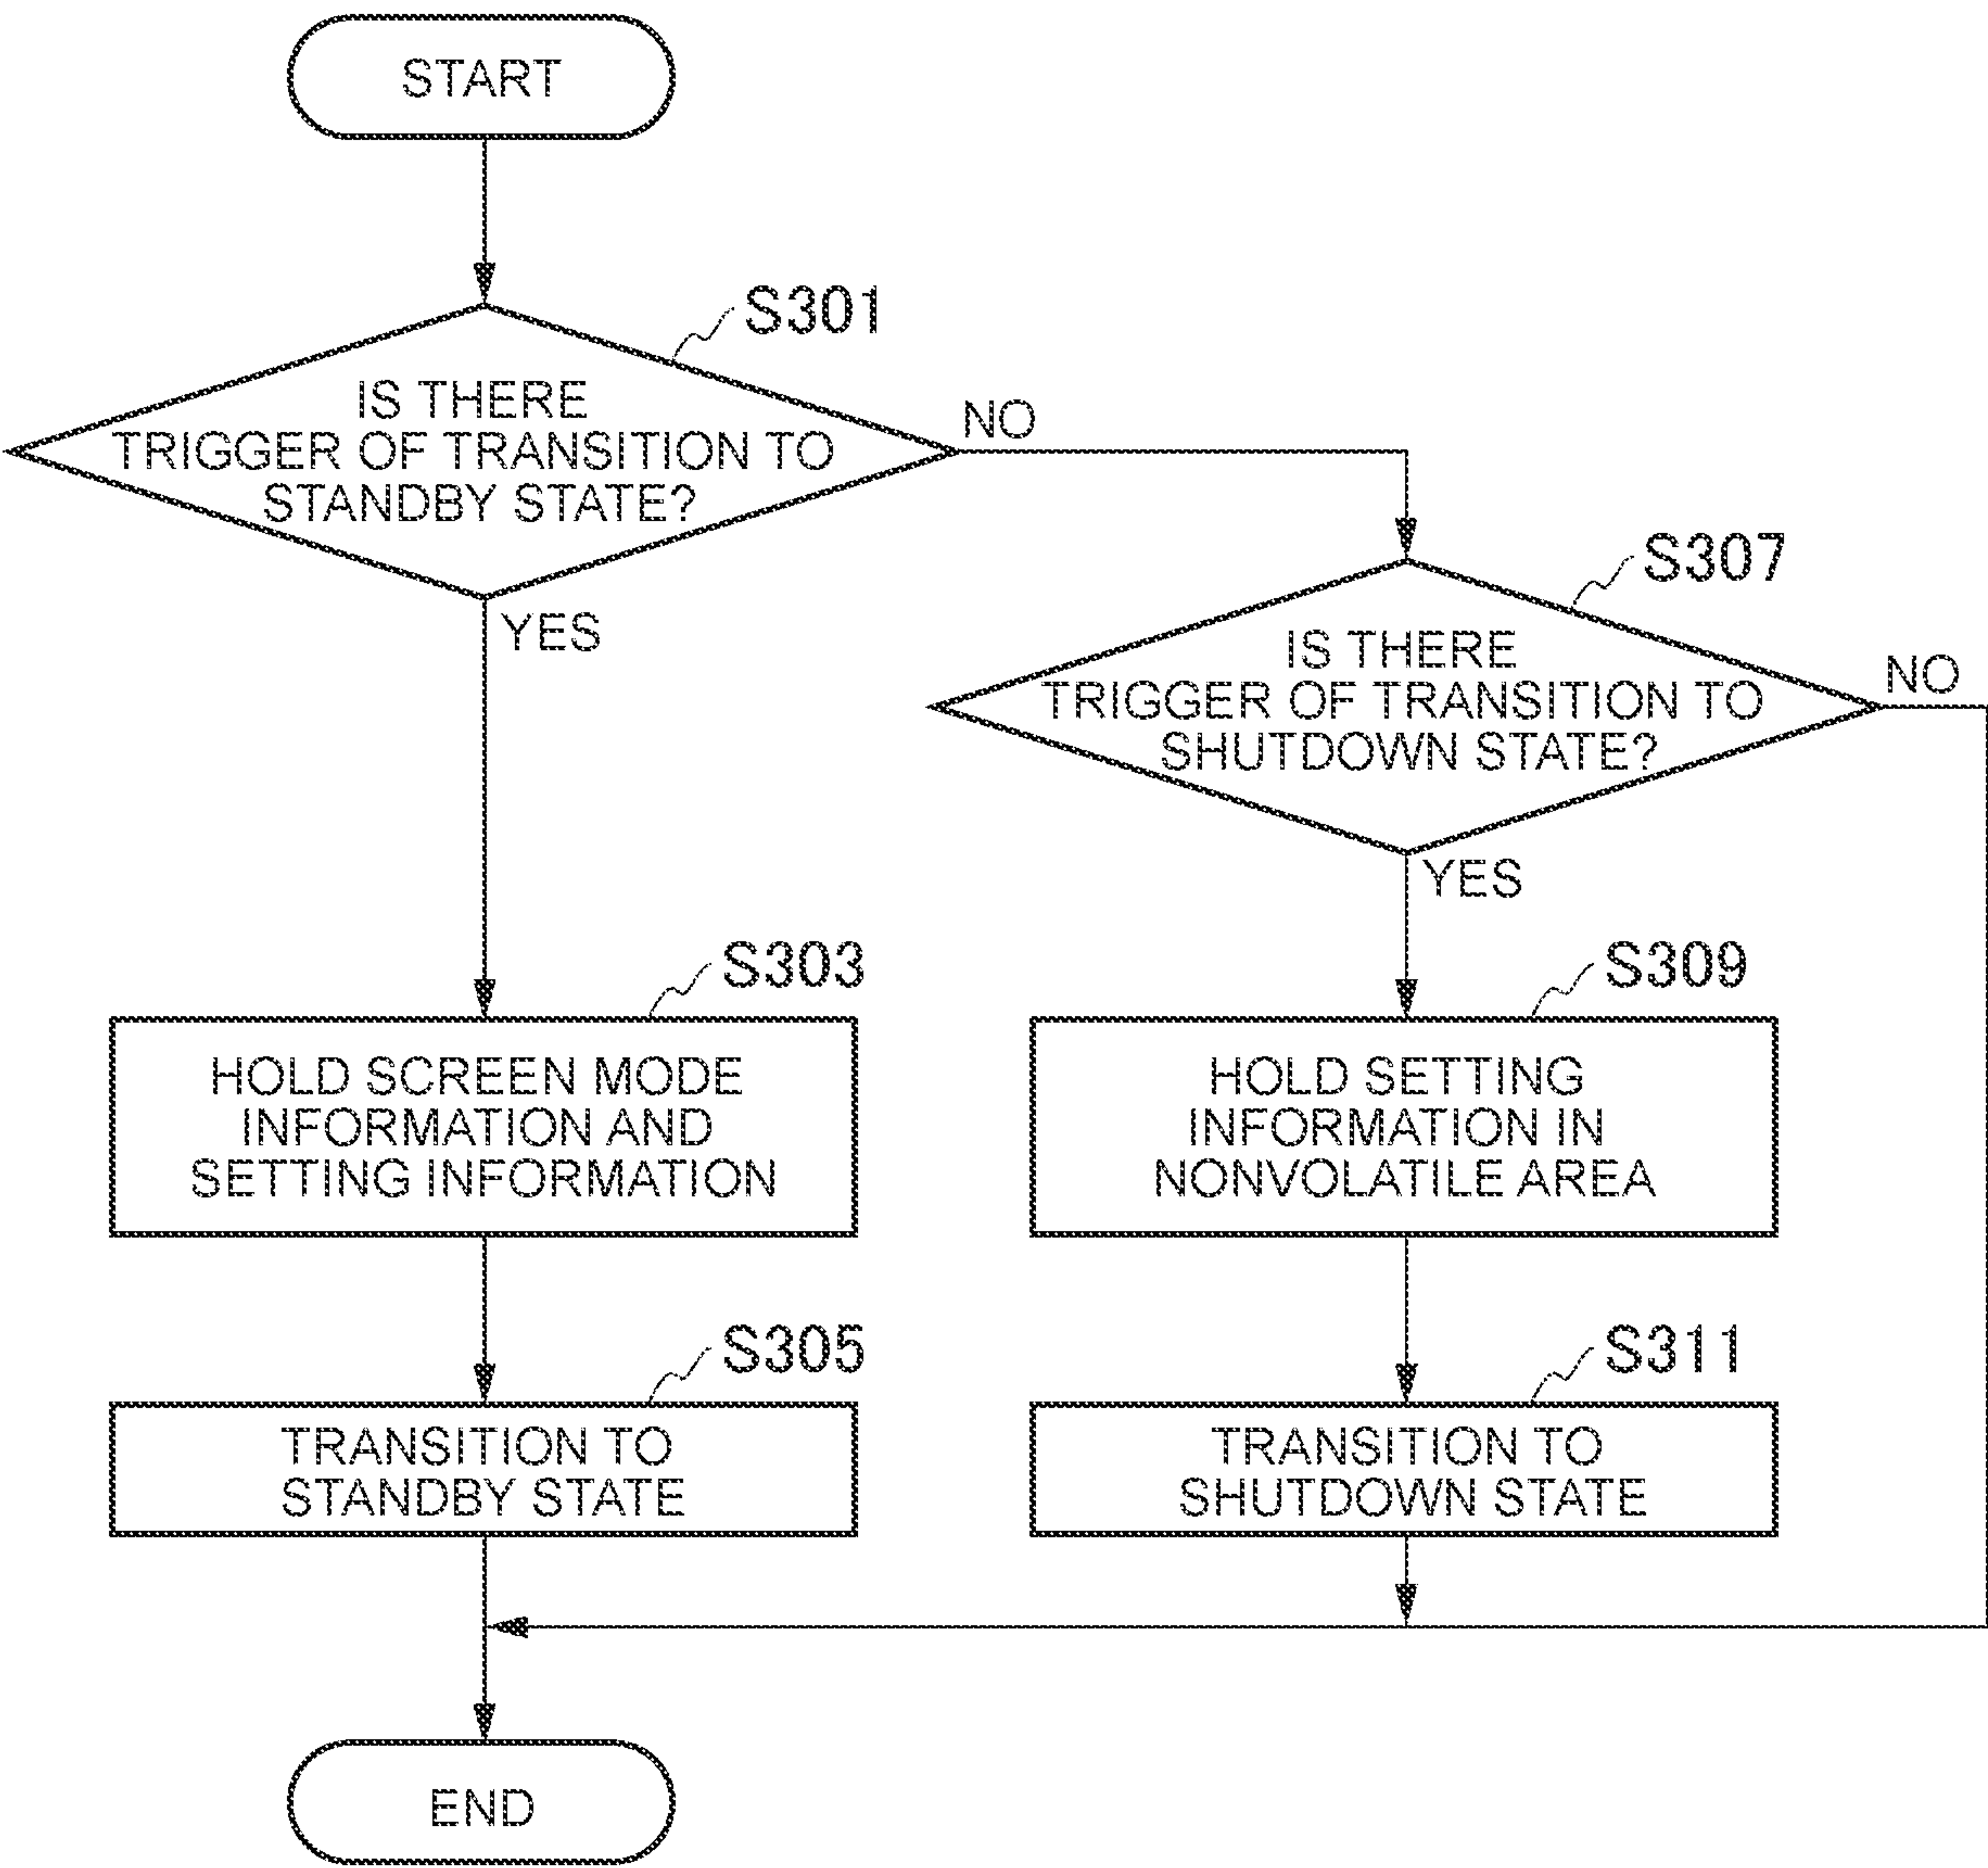 START
S301
IS THERE
TRIGGER OF TRANSITION TO
STANDBY STATE?
NO
YES
S307
IS THERE
TRIGGER OF TRANSITION TO
SHUTDOWN STATE?
NO
YES
S303
HOLD SCREEN MODE
INFORMATION AND
SETTING INFORMATION
S309
HOLD SETTING
INFORMATION IN
NONVOLATILE AREA
S305
TRANSITION TO
STANDBY STATE
S311
TRANSITION TO
SHUTDOWN STATE
END